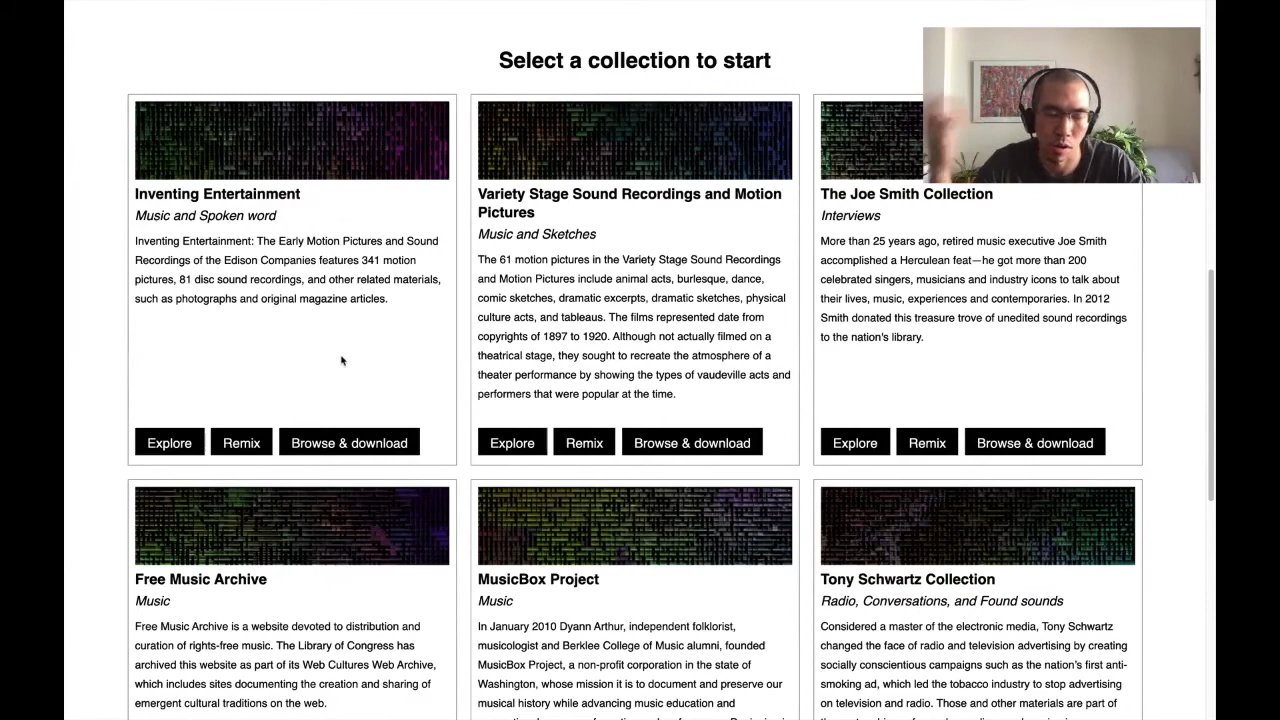 Select a collection to start
Inventing Entertainment
Music and Spoken word
Inventing Entertainment: The Early Motion Pictures and Sound
Recordings of the Edison Companies features 341 motion
pictures, 81 disc sound recordings, and other related materials,
such as photographs and original magazine articles.
Explore
Remix
Browse & download
Variety Stage Sound Recordings and Motion
Pictures
Music and Sketches
The 61 motion pictures in the Variety Stage Sound Recordings
and Motion Pictures include animal acts, burlesque, dance,
comic sketches, dramatic excerpts, dramatic sketches, physical
culture acts, and tableaus. The films represented date from
copyrights of 1897 to 1920. Although not actually filmed on a
theatrical stage, they sought to recreate the atmosphere of a
theater performance by showing the types of vaudeville acts and
performers that were popular at the time.
Explore
Remix
Browse & download
The Joe Smith Collection
Interviews
More than 25 years ago, retired music executive Joe Smith
accomplished a Herculean feat—he got more than 200
celebrated singers, musicians and industry icons to talk about
their lives, music, experiences and contemporaries. In 2012
Smith donated this treasure trove of unedited sound recordings
to the nation's library.
Explore
Remix
Browse & download
Free Music Archive
Music
Free Music Archive is a website devoted to distribution and
curation of rights-free music. The Library of Congress has
archived this website as part of its Web Cultures Web Archive,
which includes sites documenting the creation and sharing of
emergent cultural traditions on the web.
MusicBox Project
Music
In January 2010 Dyann Arthur, independent folklorist,
musicologist and Berklee College of Music alumni, founded
MusicBox Project, a non-profit corporation in the state of
Washington, whose mission it is to document and preserve our
musical history while advancing music education and
Tony Schwartz Collection
Radio, Conversations, and Found sounds
Considered a master of the electronic media, Tony Schwartz
changed the face of radio and television advertising by creating
socially conscientious campaigns such as the nation's first anti-
smoking ad, which led the tobacco industry to stop advertising
on television and radio. Those and other materials are part of